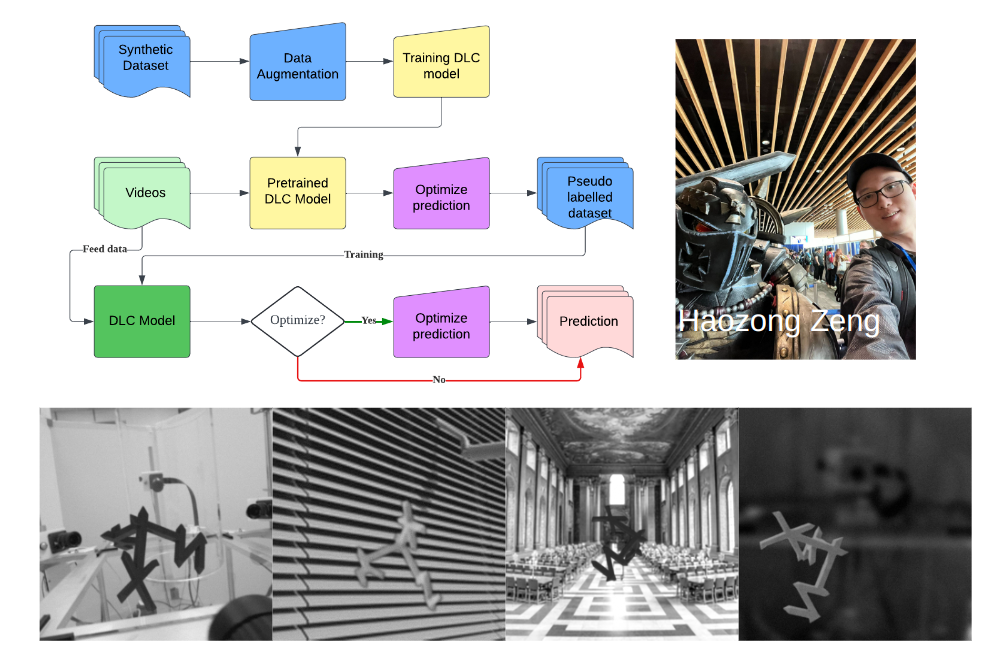 Synthetic
Dataset
Data
Augmentation
Training DLC
model
Videos
Pretrained
DLC Model
Optimize
prediction
Pseudo
labelled
dataset
Feed data
Training
DLC Model
Optimize?
Yes
Optimize
prediction
Prediction
No
Haozong Zeng